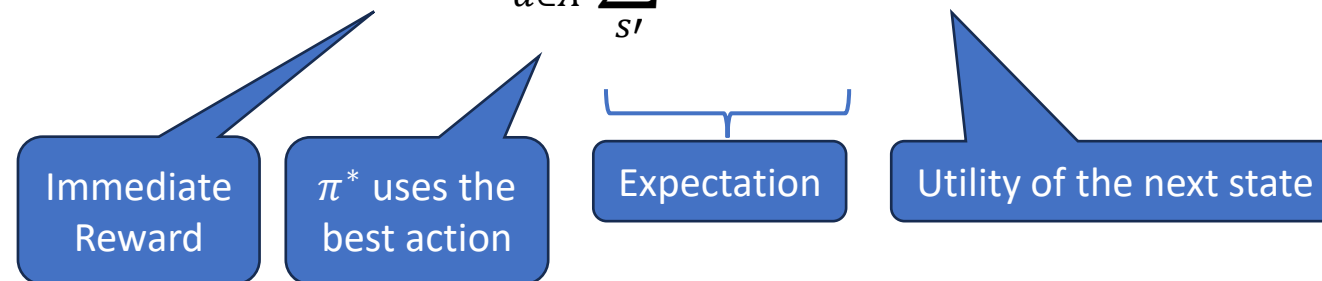 a∈A ∑
s′
Immediate
Reward
π* uses the
best action
Expectation
Utility of the next state